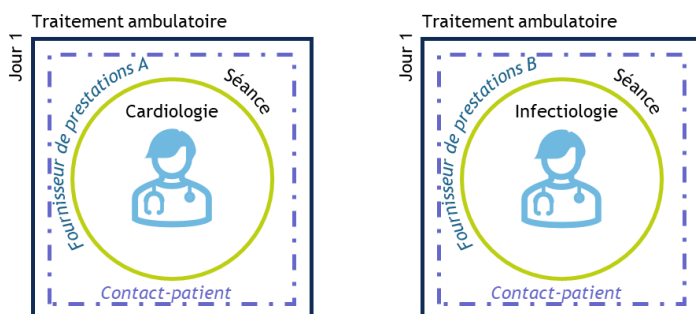 Traitement ambulatoire
Jour 1
Fournisseur de prestations A
Séance
Cardiologie
Contact-patient
Traitement ambulatoire
Jour 1
Fournisseur de prestations B
Séance
Infectiologie
Contact-patient